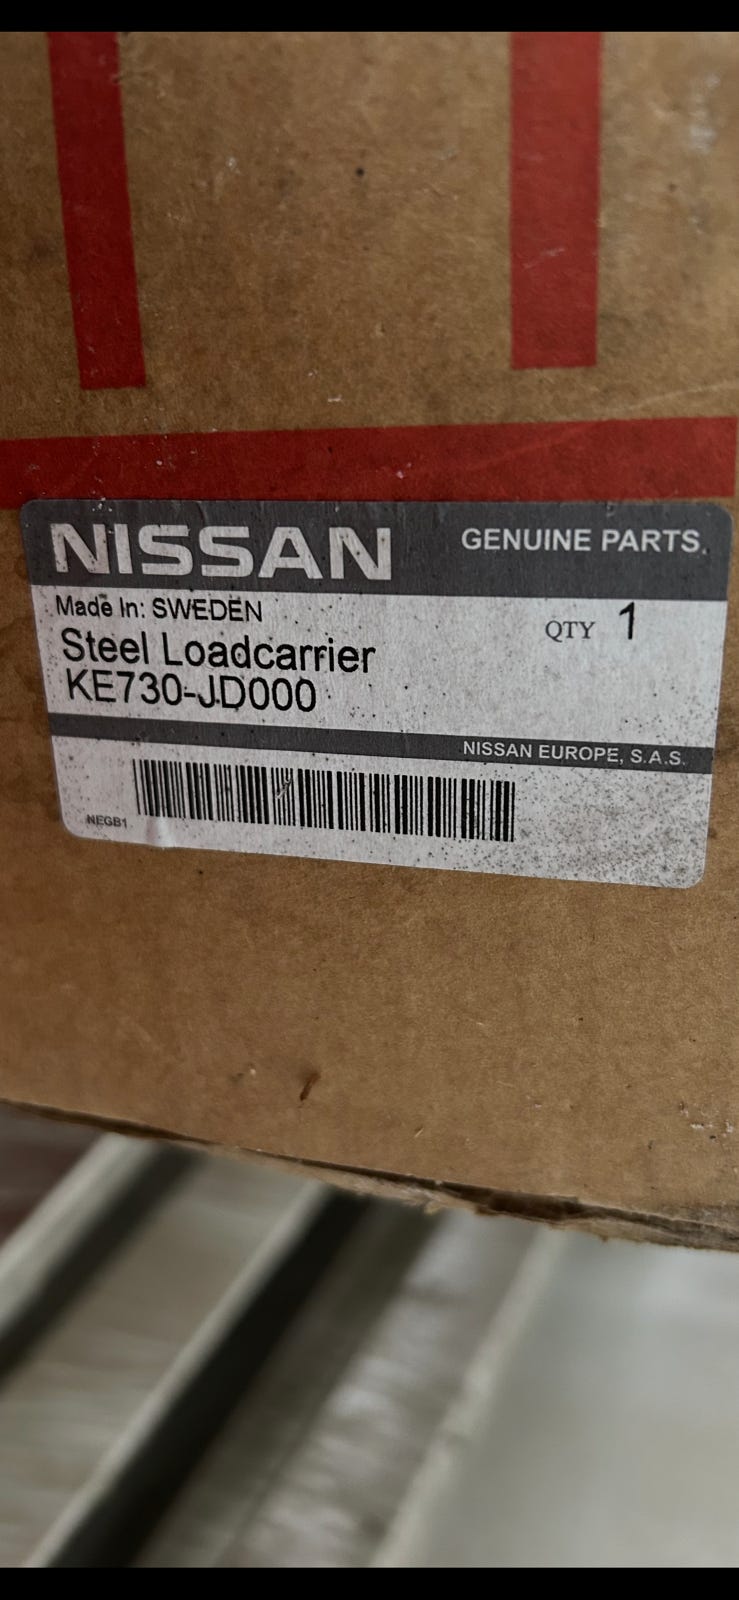 NISSAN GENUINE PARTS.
Made In: SWEDEN
QTY 1
Steel Loadcarrier
KE730-JD000
NISSAN EUROPE, S.A.S.
NEGB1